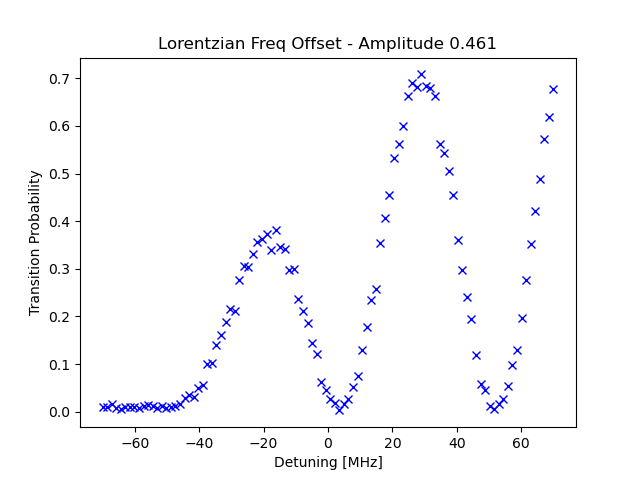 Lorentzian Freq Offset - Amplitude 0.461
Transition Probability
0.7
0.6
0.5
0.4
0.3
0.2
0.1
0.0
−60 −40 −20 0 20 40 60
Detuning [MHz]